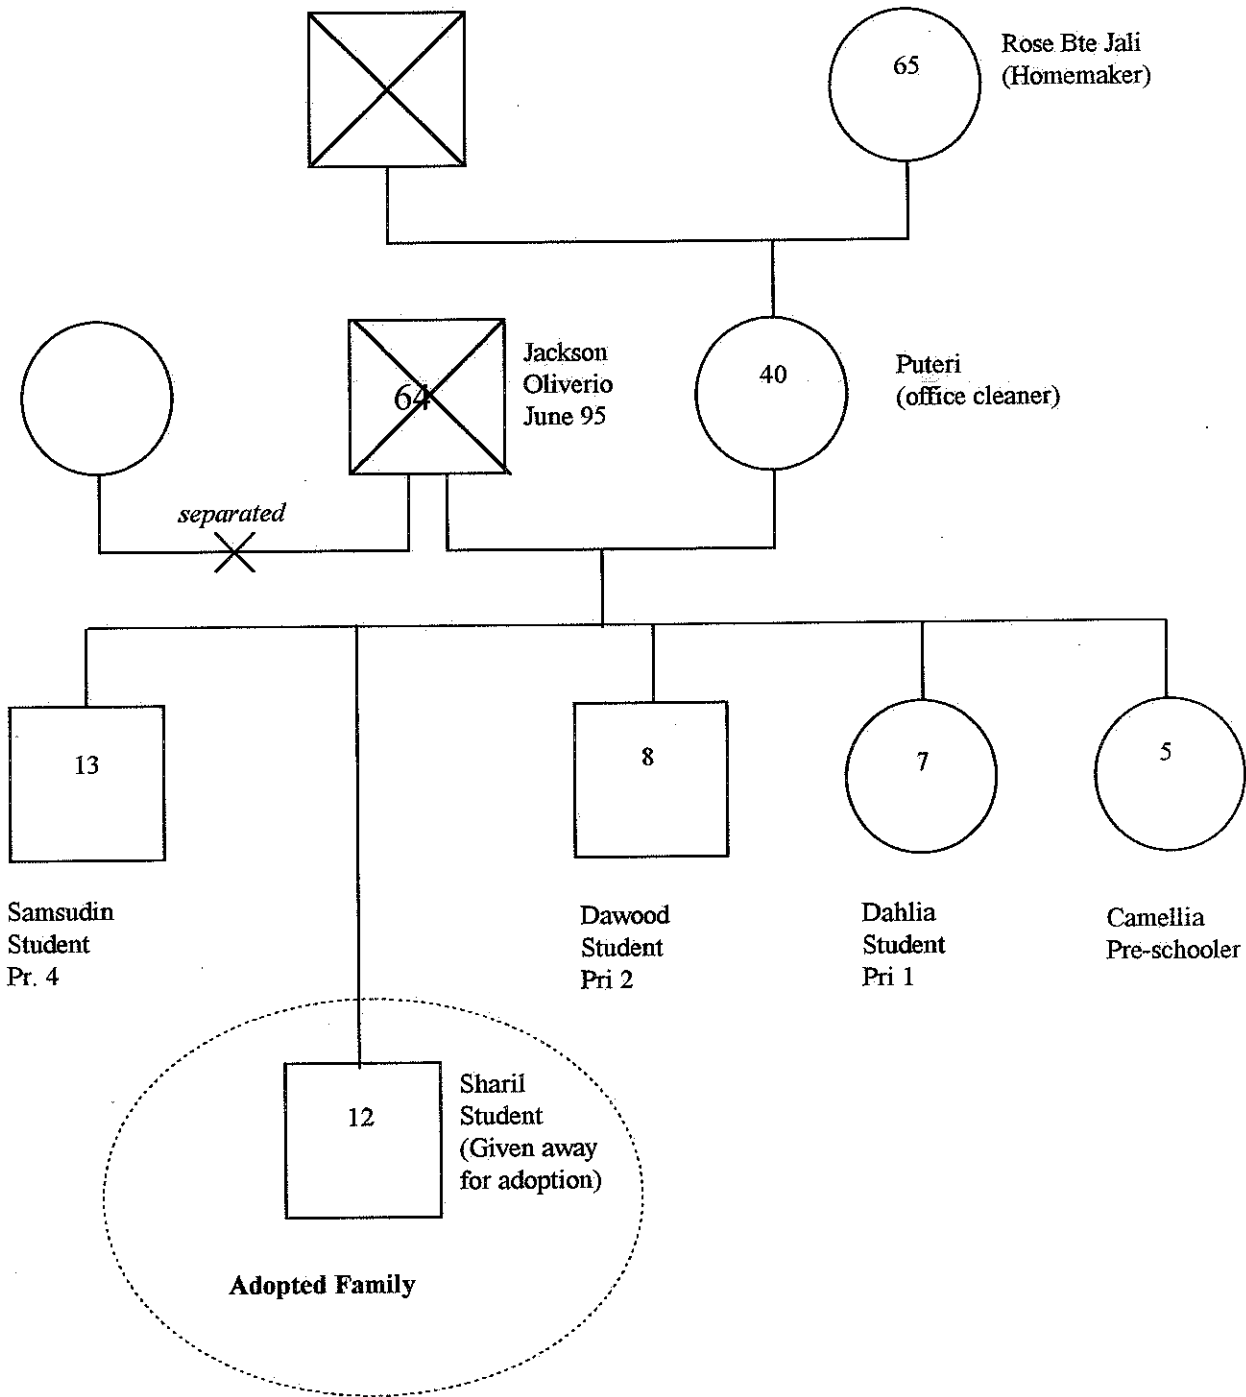 65
Rose Bte Jali
(Homemaker)
64
Jackson
Oliverio
June 95
40
Puteri
(office cleaner)
separated
13
8
7
5
Samsudin
Student
Pr. 4
Dawood
Student
Pri 2
Dahlia
Student
Pri 1
Camellia
Pre-schooler
12
Sharil
Student
(Given away
for adoption)
Adopted Family